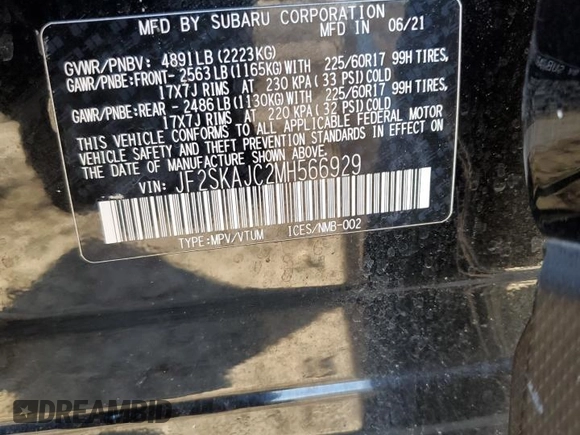 MFD BY SUBARU CORPORATION
MFD IN 06/21
GVWR/PNBV: 4891LB (2223KG)
GAWR/PNBE:FRONT- 2563LB (1165KG) WITH 225/60R17 99H TIRES,
17X7J RIMS AT 230 KPA (33 PSI) COLD
GAWR/PNBE:REAR - 2486LB (1130KG) WITH 225/60R17 99H TIRES,
17X7J RIMS AT 220 KPA (32 PSI) COLD
THIS VEHICLE CONFORMS TO ALL APPLICABLE FEDERAL MOTOR
VEHICLE SAFETY AND THEFT PREVENTION STANDARDS IN EFFECT ON
THE DATE OF MANUFACTURE SHOWN ABOVE.
VIN: JF2SKAJC2MH566929
TYPE:MPV/VTUM ICES/NMB-002
DREAMBID